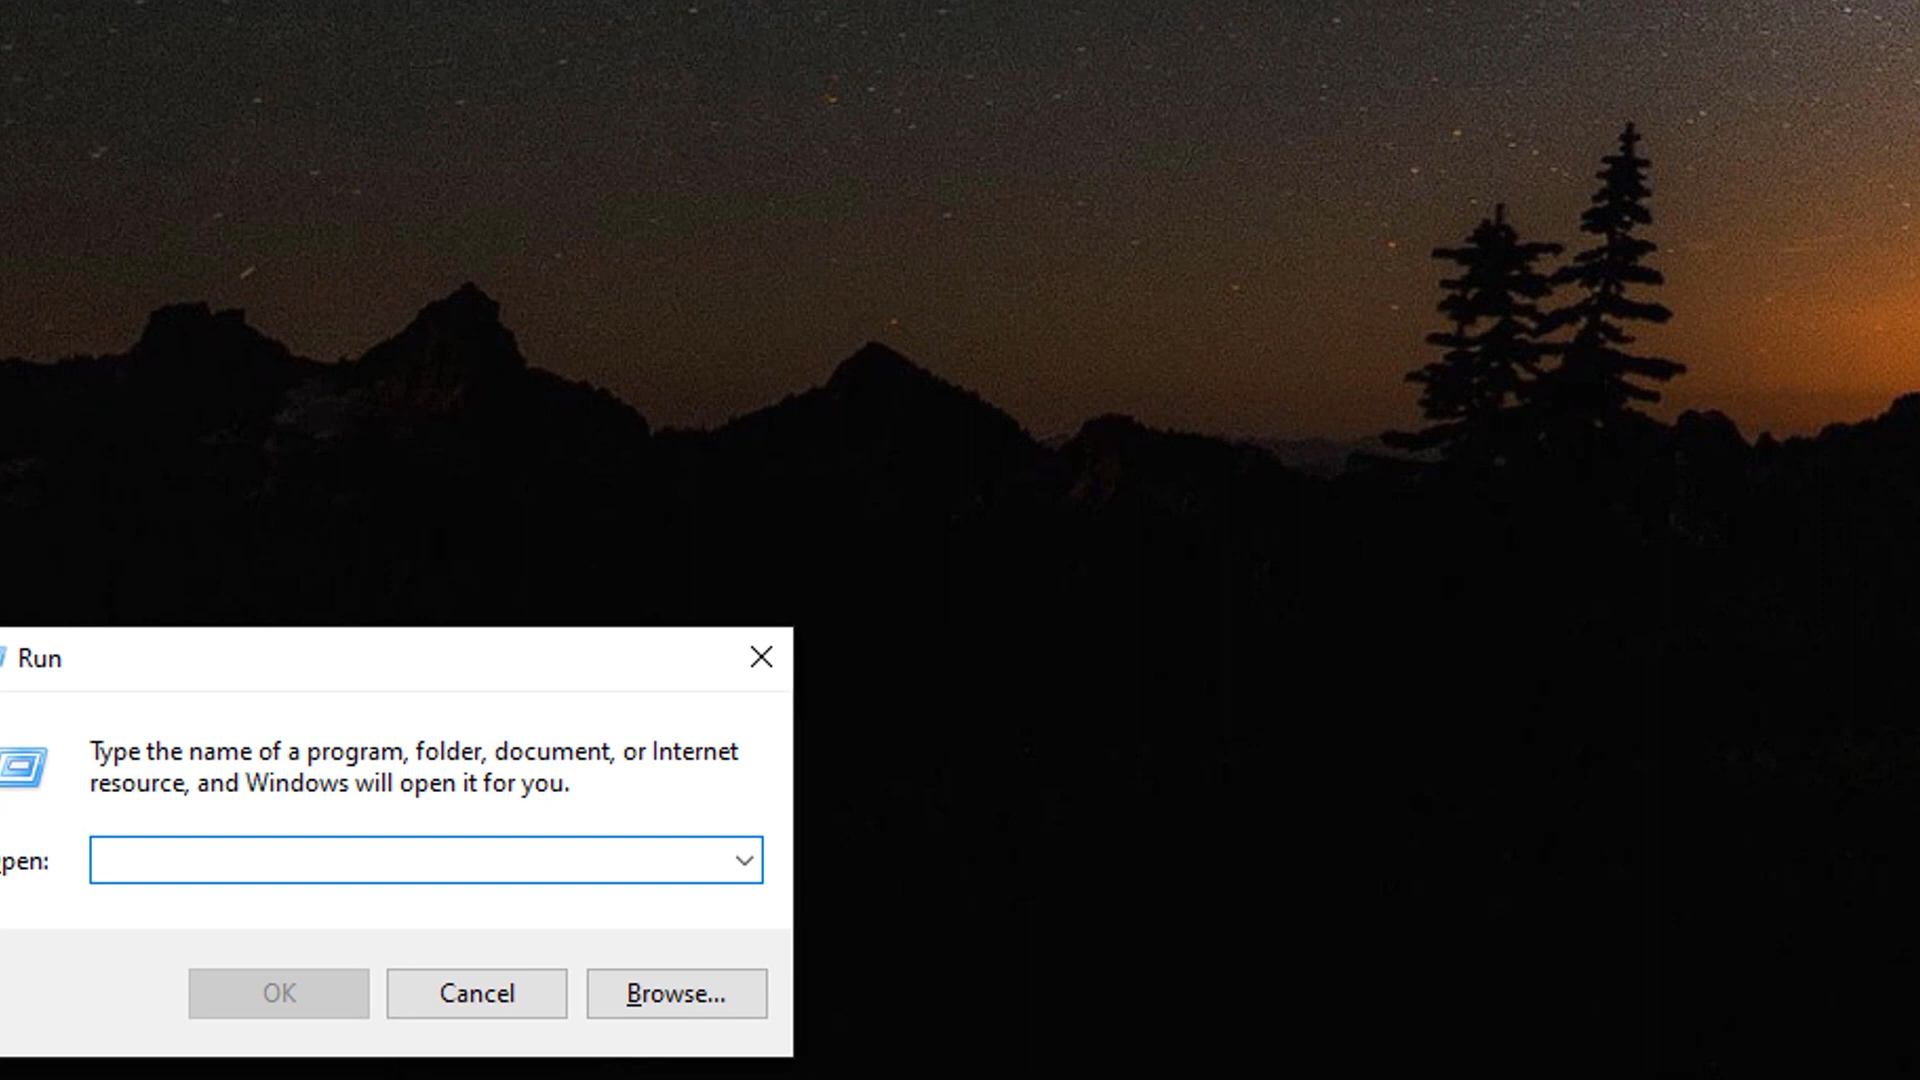 Run
Type the name of a program, folder, document, or Internet
resource, and Windows will open it for you.
pen:
OK
Cancel
Browse...